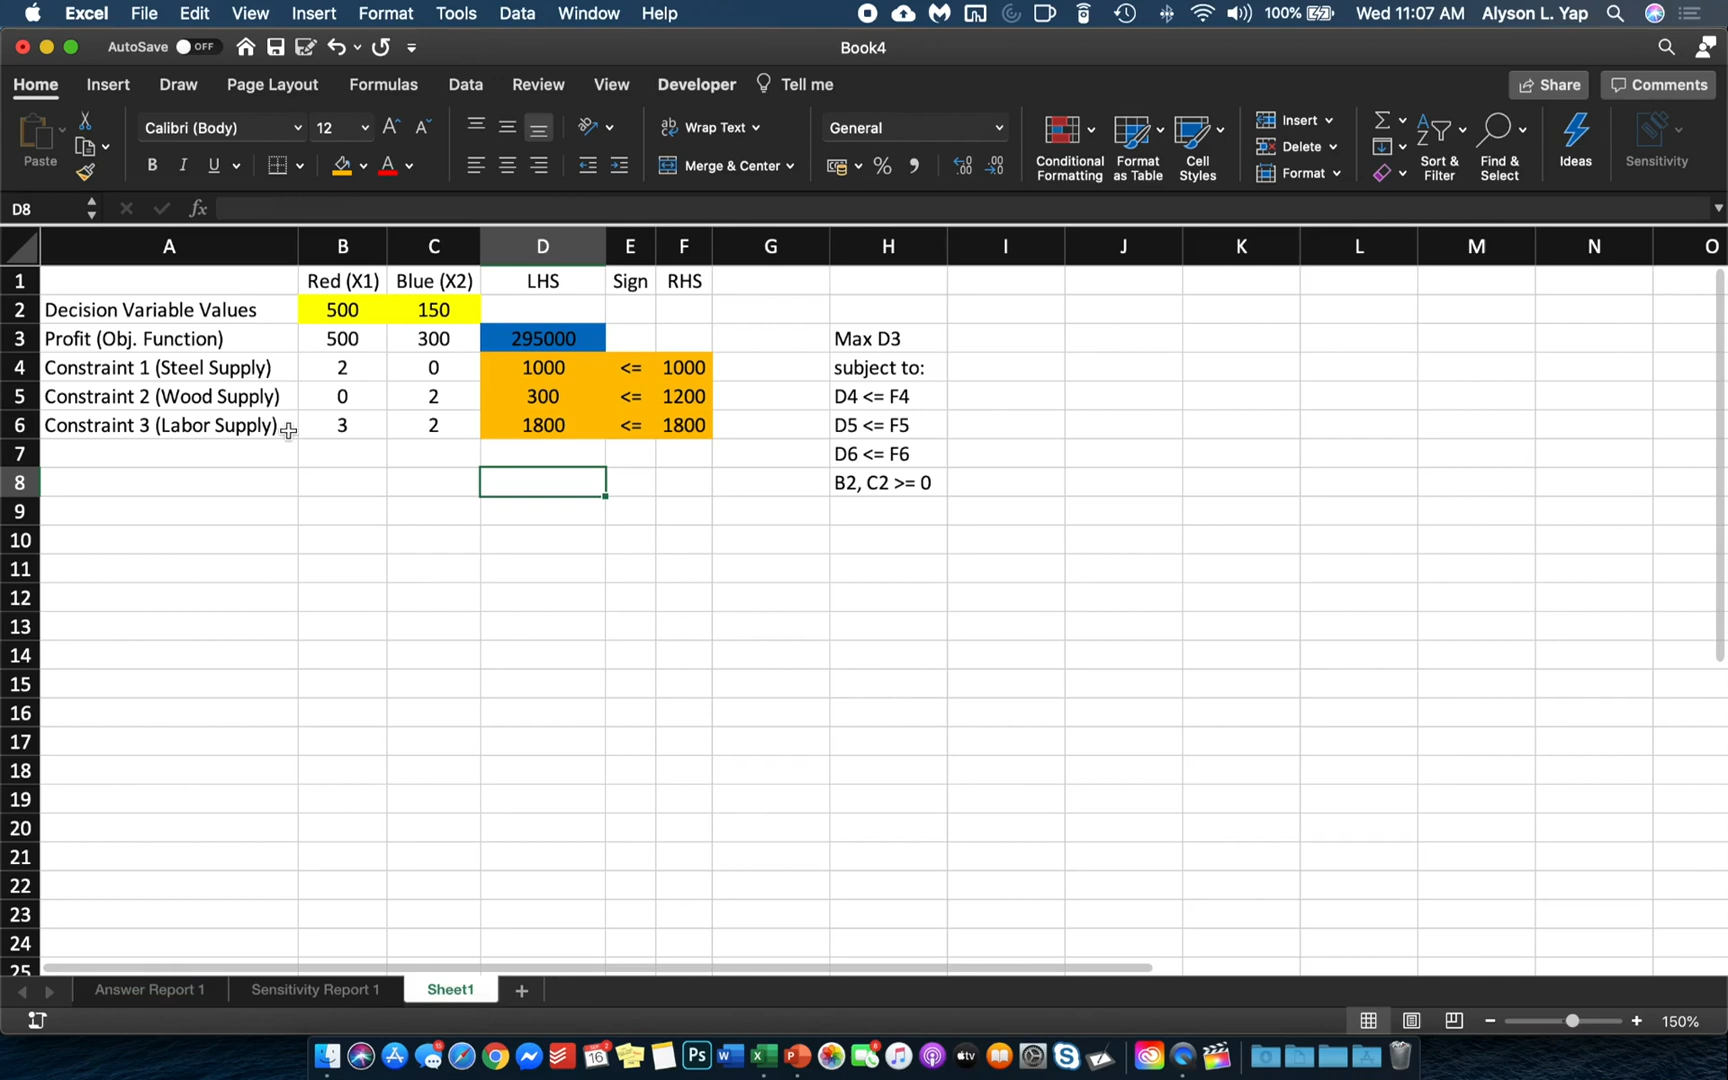 Excel File Edit View Insert Format Tools Data Window Help 100% Wed 11:07 AM Alyson L. Yap
AutoSave OFF Book4
Home Insert Draw Page Layout Formulas Data Review View Developer Tell me Share Comments
Paste Calibri (Body) 12 A A Wrap Text General Insert
B I U A Merge & Center % Delete
Conditional Formatting Format as Table Cell Styles Format Sort & Filter Find & Select Ideas Sensitivity
D8 fx
A B C D E F G H I J K L M N O
1 Red (X1) Blue (X2) LHS Sign RHS
2 Decision Variable Values 500 150
3 Profit (Obj. Function) 500 300 295000 Max D3
4 Constraint 1 (Steel Supply) 2 0 1000 <= 1000 subject to:
5 Constraint 2 (Wood Supply) 0 2 300 <= 1200 D4 <= F4
6 Constraint 3 (Labor Supply) 3 2 1800 <= 1800 D5 <= F5
7 D6 <= F6
8 B2, C2 >= 0
9
10
11
12
13
14
15
16
17
18
19
20
21
22
23
24
25
Answer Report 1 Sensitivity Report 1 Sheet1
150%